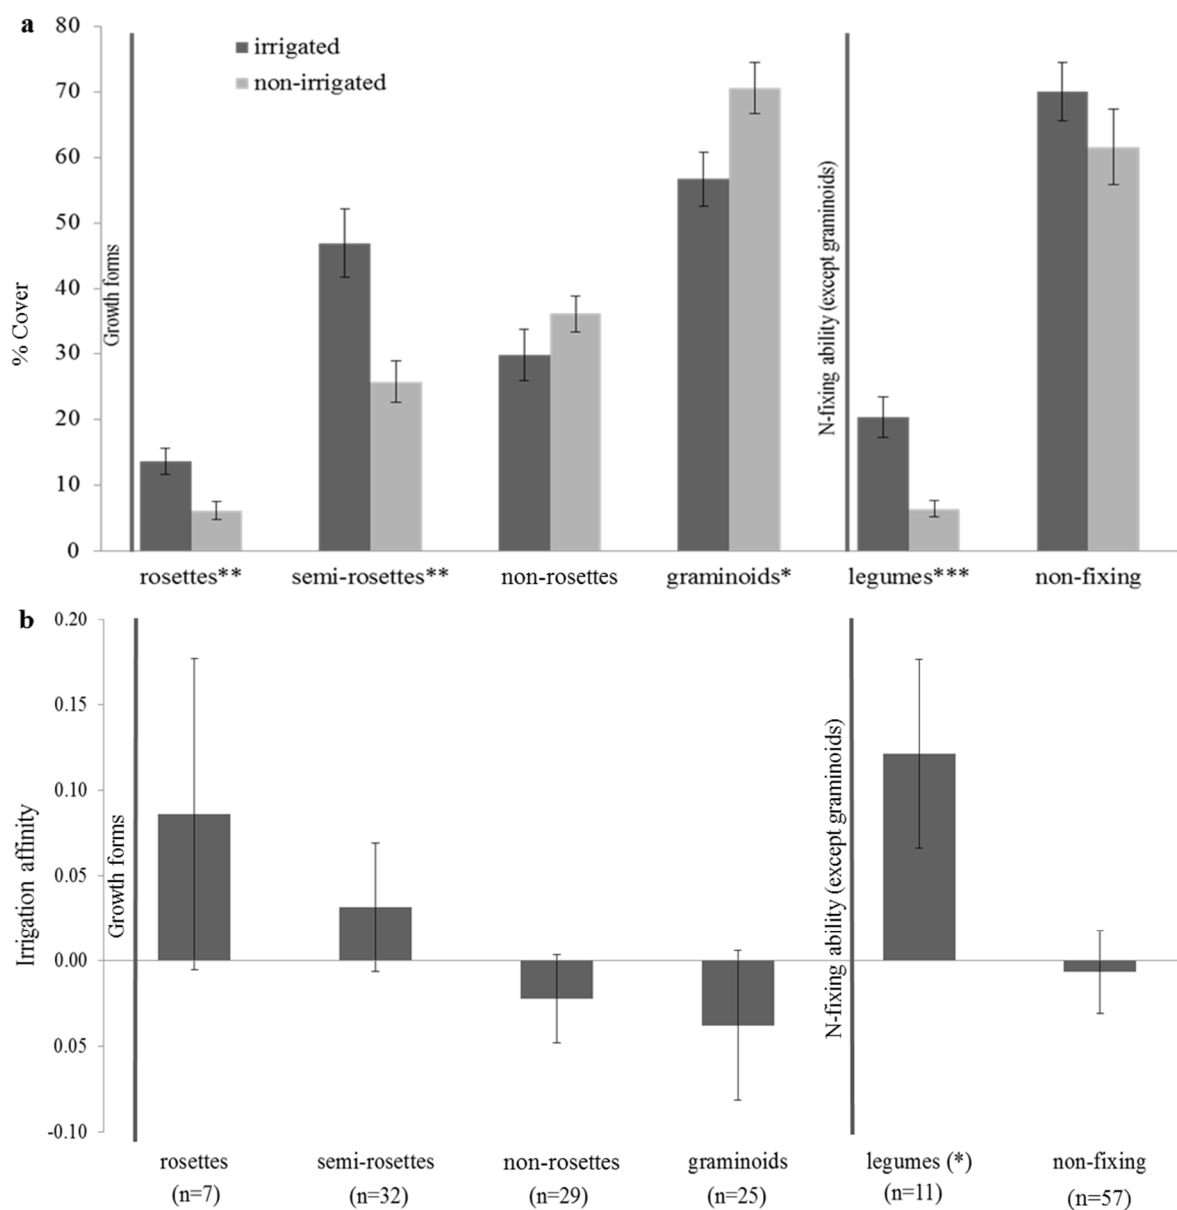 a
80
70
60
50
40
30
20
10
0
% Cover
irrigated
non-irrigated
Growth forms
N-fixing ability (except graminoids)
rosettes** semi-rosettes** non-rosettes graminoids* legumes*** non-fixing
b
0.20
0.15
0.10
0.05
0.00
0.05
-0.10
Irrigation affinity
Growth forms
N-fixing ability (except graminoids)
rosettes semi-rosettes non-rosettes graminoids legumes (*) non-fixing
(n=7) (n=32) (n=29) (n=25) (n=11) (n=57)